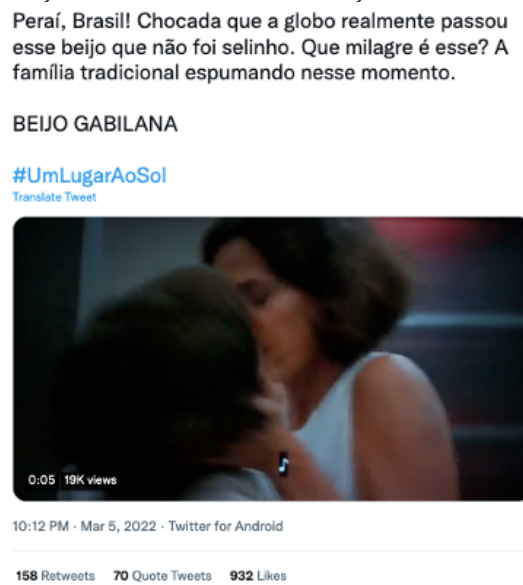 Peraí, Brasil! Chocada que a globo realmente passou
esse beijo que não foi selinho. Que milagre é esse? A
família tradicional espumando nesse momento.
BEIJO GABILANA
#UmLugarAoSol
Translate Tweet
0:05 19K views
10:12 PM · Mar 5, 2022 · Twitter for Android
158 Retweets 70 Quote Tweets 932 Likes